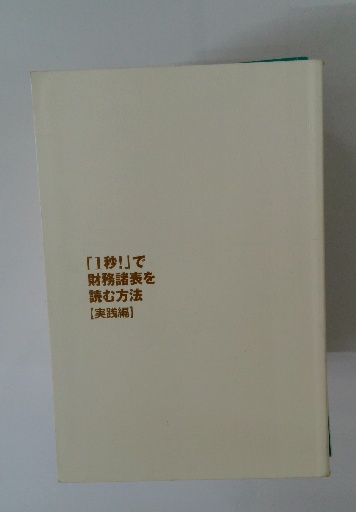 「1秒!」で
財務諸表を
読む方法
【実践編】